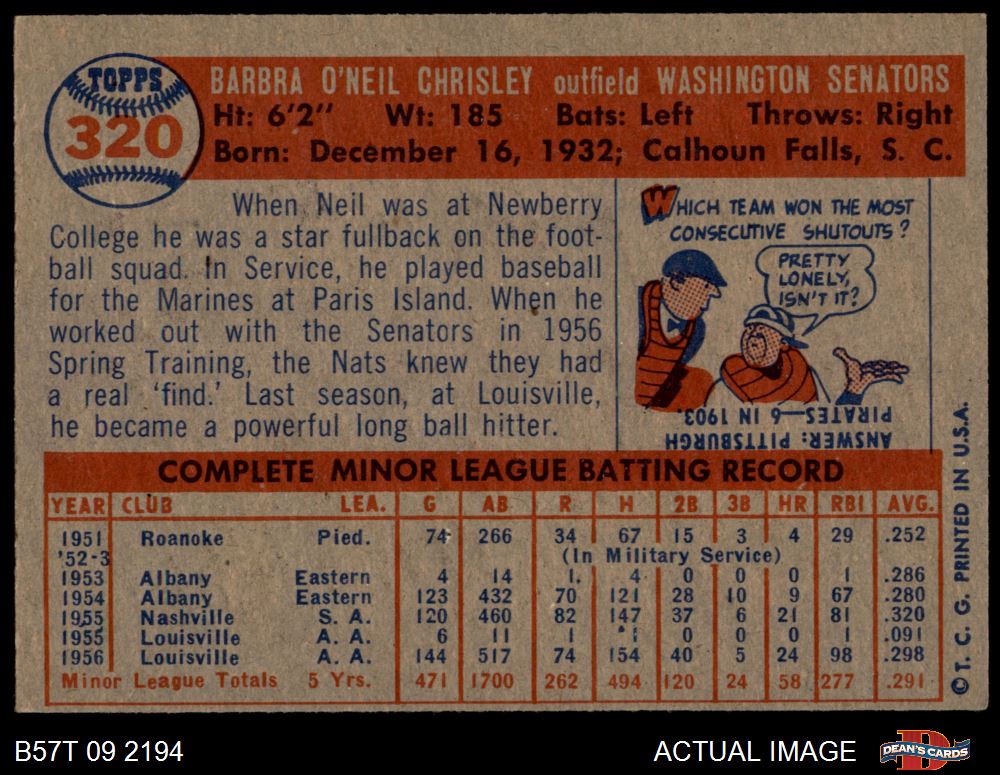 TOPPS
320
BARBRA O'NEIL CHRISLEY outfield WASHINGTON SENATORS
Ht: 6'2" Wt: 185 Bats: Left Throws: Right
Born: December 16, 1932; Calhoun Falls, S. C.
When Neil was at Newberry
College he was a star fullback on the foot-
ball squad. In Service, he played baseball
for the Marines at Paris Island. When he
worked out with the Senators in 1956
Spring Training, the Nats knew they had
a real 'find.' Last season, at Louisville,
he became a powerful long ball hitter.
WHICH TEAM WON THE MOST
CONSECUTIVE SHUTOUTS?
PRETTY
LONELY,
ISN'T IT?
ANSWER: PITTSBURGH
PIRATES—6 IN 1903.
COMPLETE MINOR LEAGUE BATTING RECORD
YEAR CLUB LEA. G AB R H 2B 3B HR RBI AVG.
1951 Roanoke Pied. 74 266 34 67 15 3 4 29 .252
'52-3 (In Military Service)
1953 Albany Eastern 4 14 1 4 0 0 0 1 .286
1954 Albany Eastern 123 432 70 121 28 10 9 67 .280
1955 Nashville S. A. 120 460 82 147 37 6 21 81 .320
1955 Louisville A. A. 6 11 1 1 0 0 0 1 .091
1956 Louisville A. A. 144 517 74 154 40 5 24 98 .298
Minor League Totals 5 Yrs. 471 1700 262 494 120 24 58 277 .291
© T. C. G. PRINTED IN U.S.A.
B57T 09 2194 ACTUAL IMAGE
DEAN'S CARDS